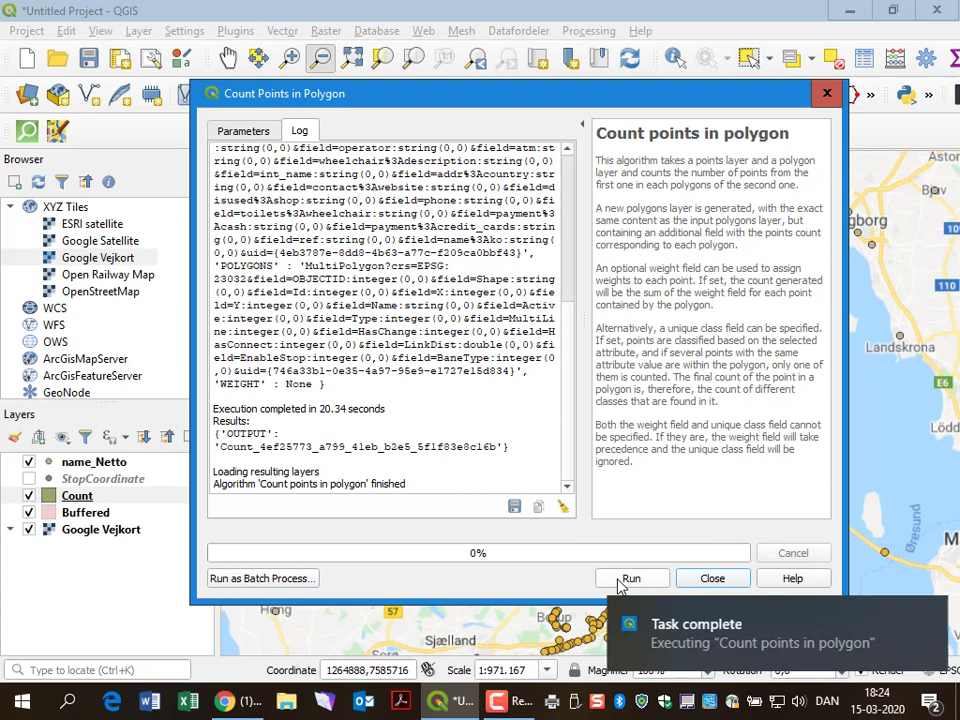 *Untitled Project - QGIS
Project Edit View Layer Settings Plugins Vector Raster Database Web Mesh Datafordeler Processing Help
Count Points in Polygon
Parameters
Log
:string(0,0)&field=operator:string(0,0)&field=atm:st
ring(0,0)&field=wheelchair%3Adescription:string(0,0)
&field=int_name:string(0,0)&field=addr%3Acountry:str
ing(0,0)&field=contact%3Awebsite:string(0,0)&field=d
isused%3Ashop:string(0,0)&field=phone:string(0,0)&fi
eld=toilets%3Awheelchair:string(0,0)&field=payment%3
Acash:string(0,0)&field=payment%3Acredit_cards:strin
g(0,0)&field=ref:string(0,0)&field=name%3Ako:string(
0,0)&uid={4eb3787e-8dd8-4b63-a77c-f209ca0bbf43}',
'POLYGONS' : 'MultiPolygon?crs=EPSG:
23032&field=OBJECTID:integer(0,0)&field=Shape:string
(0,0)&field=Id:integer(0,0)&field=X:integer(0,0)&fie
ld=Y:integer(0,0)&field=Name:string(0,0)&field=Activ
e:integer(0,0)&field=Type:integer(0,0)&field=MultiL
ine:integer(0,0)&field=HasChange:integer(0,0)&field=H
asConnect:integer(0,0)&field=LinkDist:double(0,0)&fi
eld=EnableStop:integer(0,0)&field=BaneType:integer(0
,0)&uid={746a33b1-0e35-4a97-95e9-e1727e15d834}',
'WEIGHT' : None }
Execution completed in 20.34 seconds
Results:
{'OUTPUT':
'Count_4ef25773_a799_41eb_b2e5_5f1f83e8c16b'}
Loading resulting layers
Algorithm 'Count points in polygon' finished
Count points in polygon
This algorithm takes a points layer and a polygon
layer and counts the number of points from the
first one in each polygons of the second one.
A new polygons layer is generated, with the exact
same content as the input polygons layer, but
containing an additional field with the points count
corresponding to each polygon.
An optional weight field can be used to assign
weights to each point. If set, the count generated
will be the sum of the weight field for each point
contained by the polygon.
Alternatively, a unique class field can be specified.
If set, points are classified based on the selected
attribute, and if several points with the same
attribute value are within the polygon, only one of
them is counted. The final count of the point in a
polygon is, therefore, the count of different
classes that are found in it.
Both the weight field and unique class field cannot
be specified. If they are, the weight field will take
precedence and the unique class field will be
ignored.
0%
Cancel
Run as Batch Process...
Run
Close
Help
Browser
XYZ Tiles
ESRI satellite
Google Satellite
Google Vejkort
Open Railway Map
OpenStreetMap
WCS
WFS
OWS
ArcGisMapServer
ArcGisFeatureServer
GeoNode
Layers
name_Netto
StopCoordinate
Count
Buffered
Google Vejkort
Landskrona
E6
Öresund
Høng
57
Sjælland
Task complete
Executing "Count points in polygon"
Type to locate (Ctrl+K)
Coordinate 1264888,7585716
Scale 1:971.167
(1)...
*U...
Re...
DAN
18:24
15-03-2020
2